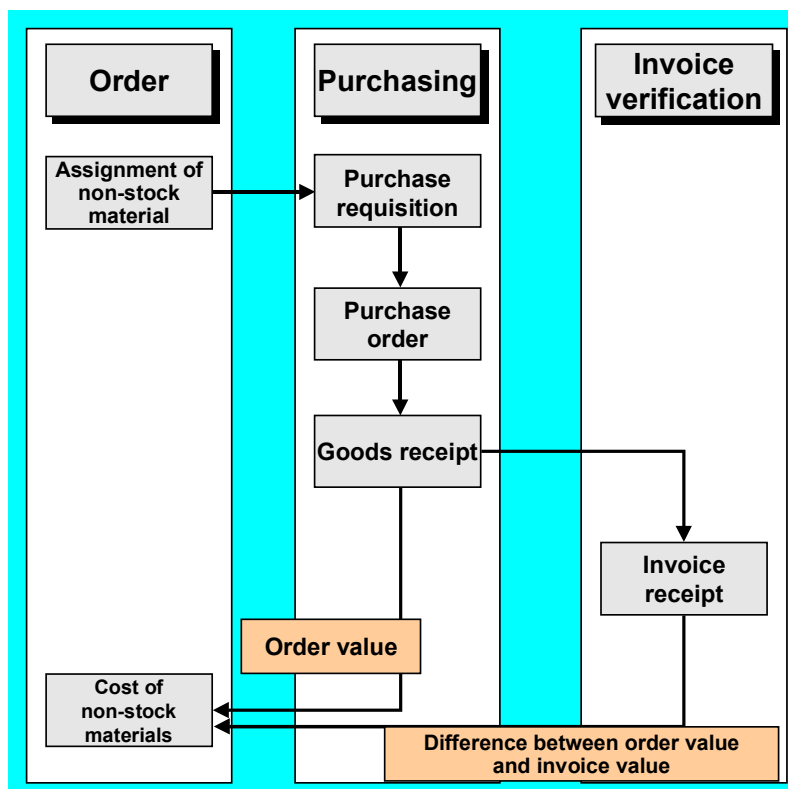 Order
Purchasing
Invoice
verification
Assignment of
non-stock
material
Purchase
requisition
Purchase
order
Goods receipt
Invoice
receipt
Order value
Cost of
non-stock
materials
Difference between order value
and invoice value